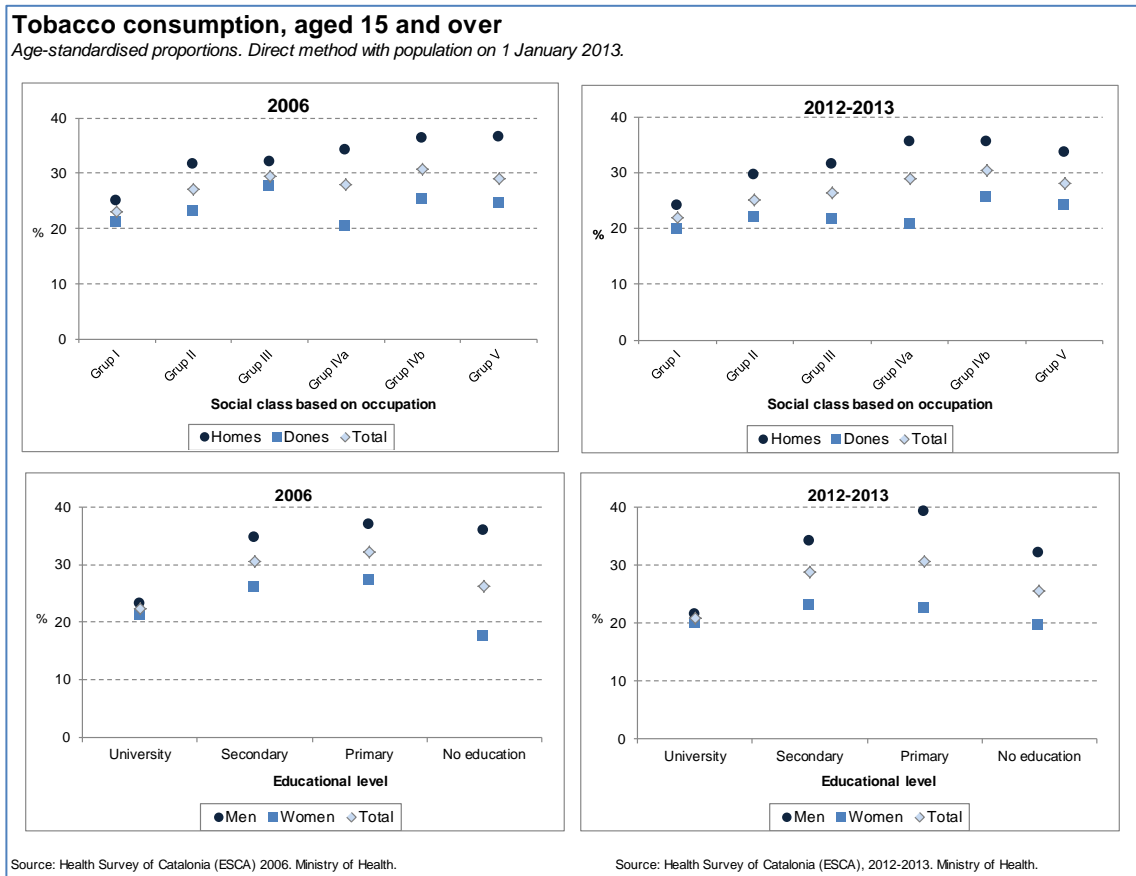 Tobacco consumption, aged 15 and over
Age-standardised proportions. Direct method with population on 1 January 2013.
2006
40
30
%
20
10
0
Grup I
Grup II
Grup III
Grup IVa
Grup IVb
Grup V
Social class based on occupation
Homes Dones Total
2012-2013
40
30
%
20
10
0
Grup I
Grup II
Grup III
Grup IVa
Grup IVb
Grup V
Social class based on occupation
Homes Dones Total
2006
40
30
%
20
10
0
University Secondary Primary No education
Educational level
Men Women Total
2012-2013
40
30
%
20
10
0
University Secondary Primary No education
Educational level
Men Women Total
Source: Health Survey of Catalonia (ESCA) 2006. Ministry of Health.
Source: Health Survey of Catalonia (ESCA), 2012-2013. Ministry of Health.